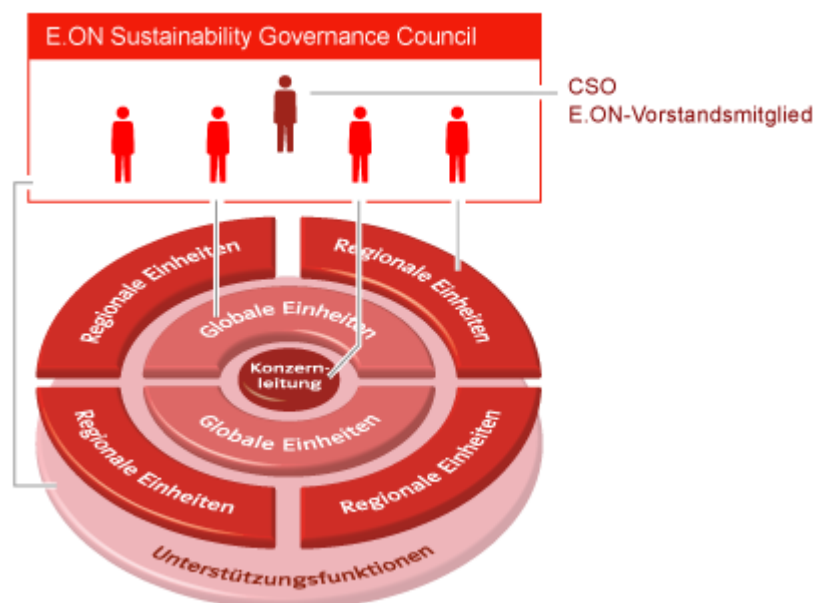 E.ON Sustainability Governance Council
CSO
E.ON-Vorstandsmitglied
Regionale Einheiten
Regionale Einheiten
Globale Einheiten
Konzern-
leitung
Globale Einheiten
Regionale Einheiten
Regionale Einheiten
Unterstützungsfunktionen